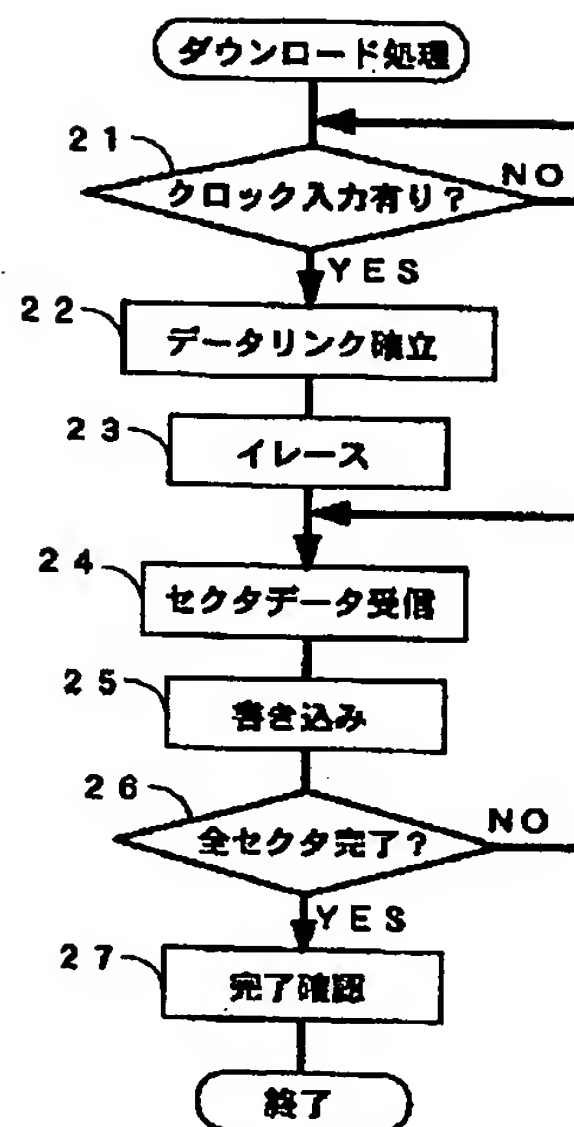 ダウンロード処理
21
クロック入力有り?
NO
YES
22
データリンク確立
23
イレース
24
セクタデータ受信
25
書き込み
26
全セクタ完了?
NO
YES
27
完了確認
終了